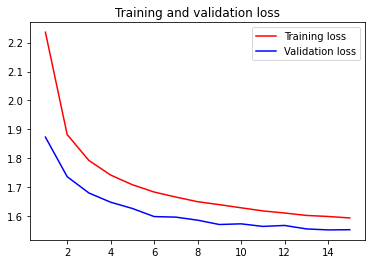 Training and validation loss
Training loss
Validation loss
2.2
2.1
2.0
1.9
1.8
1.7
1.6
2 4 6 8 10 12 14